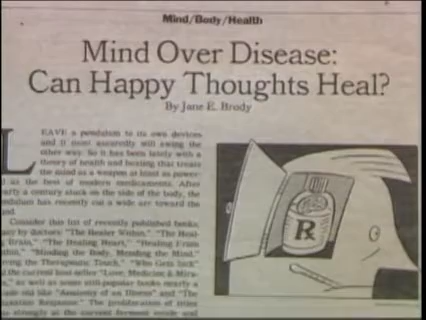 Mind/Body/Health
Mind Over Disease:
Can Happy Thoughts Heal?
By Jane E. Brody
LEAVE a pendulum to its own devices
and it most assuredly will swing the
other way. So it has been lately with a
theory of health and healing that treats
the mind as a weapon at least as power-
as the best of modern medicaments. After
a century stuck on the side of the body, the
has recently cut a wide arc toward the
Consider this list of recently published books,
by doctors: "The Healer Within," "The Heal-
Brain," "The Healing Heart," "Healing From
"Minding the Body, Mending the Mind,"
Therapeutic Touch," "Who Gets Sick"
the current best-seller "Love, Medicine & Mira-
as well as some still-popular books nearly a
old like "Anatomy of an Illness" and "The
Response." The proliferation of titles
strongly as the current ferment
Rx